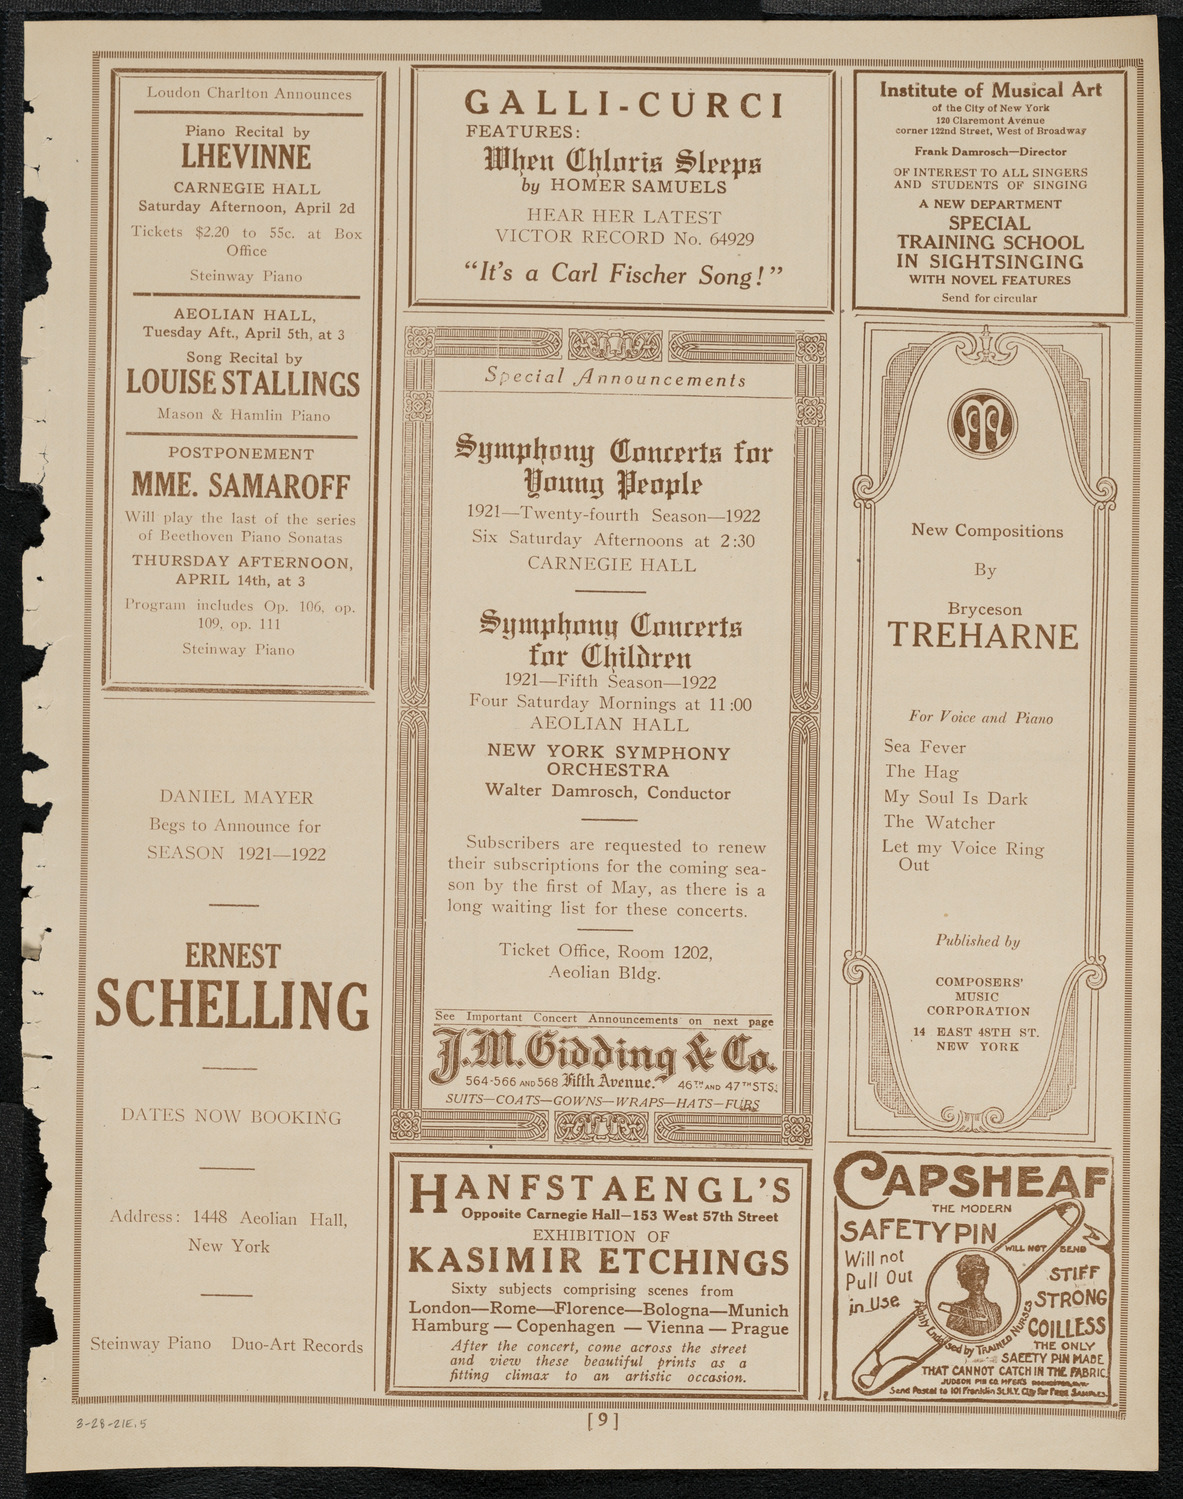 Loudon Charlton Announces
Piano Recital by
LHEVINNE
CARNEGIE HALL
Saturday Afternoon, April 2d
Tickets $2.20 to 55c. at Box
Office
Steinway Piano
AEOLIAN HALL,
Tuesday Aft., April 5th, at 3
Song Recital by
LOUISE STALLINGS
Mason & Hamlin Piano
POSTPONEMENT
MME. SAMAROFF
Will play the last of the series
of Beethoven Piano Sonatas
THURSDAY AFTERNOON,
APRIL 14th, at 3
Program includes Op. 106, op.
109, op. 111
Steinway Piano
DANIEL MAYER
Begs to Announce for
SEASON 1921—1922
ERNEST
SCHELLING
DATES NOW BOOKING
Address: 1448 Aeolian Hall,
New York
Steinway Piano Duo-Art Records
GALLI-CURCI
FEATURES:
When Chloris Sleeps
by HOMER SAMUELS
HEAR HER LATEST
VICTOR RECORD No. 64929
"It's a Carl Fischer Song!"
Special Announcements
Symphony Concerts for
Young People
1921—Twenty-fourth Season—1922
Six Saturday Afternoons at 2:30
CARNEGIE HALL
Symphony Concerts
for Children
1921—Fifth Season—1922
Four Saturday Mornings at 11:00
AEOLIAN HALL
NEW YORK SYMPHONY
ORCHESTRA
Walter Damrosch, Conductor
Subscribers are requested to renew
their subscriptions for the coming sea-
son by the first of May, as there is a
long waiting list for these concerts.
Ticket Office, Room 1202,
Aeolian Bldg.
See Important Concert Announcements on next page
J.M. Gidding & Co.
564-566 AND 568 Fifth Avenue. 46TH AND 47TH STS.
SUITS—COATS—GOWNS—WRAPS—HATS—FURS
HANFSTAENGL'S
Opposite Carnegie Hall—153 West 57th Street
EXHIBITION OF
KASIMIR ETCHINGS
Sixty subjects comprising scenes from
London—Rome—Florence—Bologna—Munich
Hamburg — Copenhagen — Vienna — Prague
After the concert, come across the street
and view these beautiful prints as a
fitting climax to an artistic occasion.
Institute of Musical Art
of the City of New York
120 Claremont Avenue
corner 122nd Street, West of Broadway
Frank Damrosch—Director
OF INTEREST TO ALL SINGERS
AND STUDENTS OF SINGING
A NEW DEPARTMENT
SPECIAL
TRAINING SCHOOL
IN SIGHTSINGING
WITH NOVEL FEATURES
Send for circular
New Compositions
By
Bryceson
TREHARNE
For Voice and Piano
Sea Fever
The Hag
My Soul Is Dark
The Watcher
Let my Voice Ring
Out
Published by
COMPOSERS'
MUSIC
CORPORATION
14 EAST 48TH ST.
NEW YORK
CAPSHEAF
THE MODERN
SAFETY PIN
WILL NOT BEND
Will not
Pull Out
in Use
STIFF
STRONG
COILLESS
Highly Endorsed by TRAINED NURSES
THE ONLY
SAFETY PIN MADE
THAT CANNOT CATCH IN THE FABRIC.
JUDSON PIN CO. MFGR'S
Send Postal to 101 Franklin St. N.Y. City for Free Samples.
3-28-21E.5
[ 9 ]